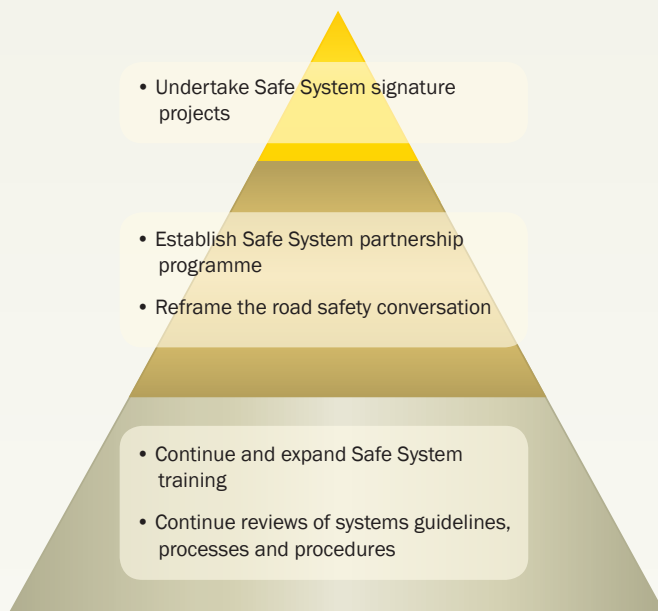 • Undertake Safe System signature
projects
• Establish Safe System partnership
programme
• Reframe the road safety conversation
• Continue and expand Safe System
training
• Continue reviews of systems guidelines,
processes and procedures